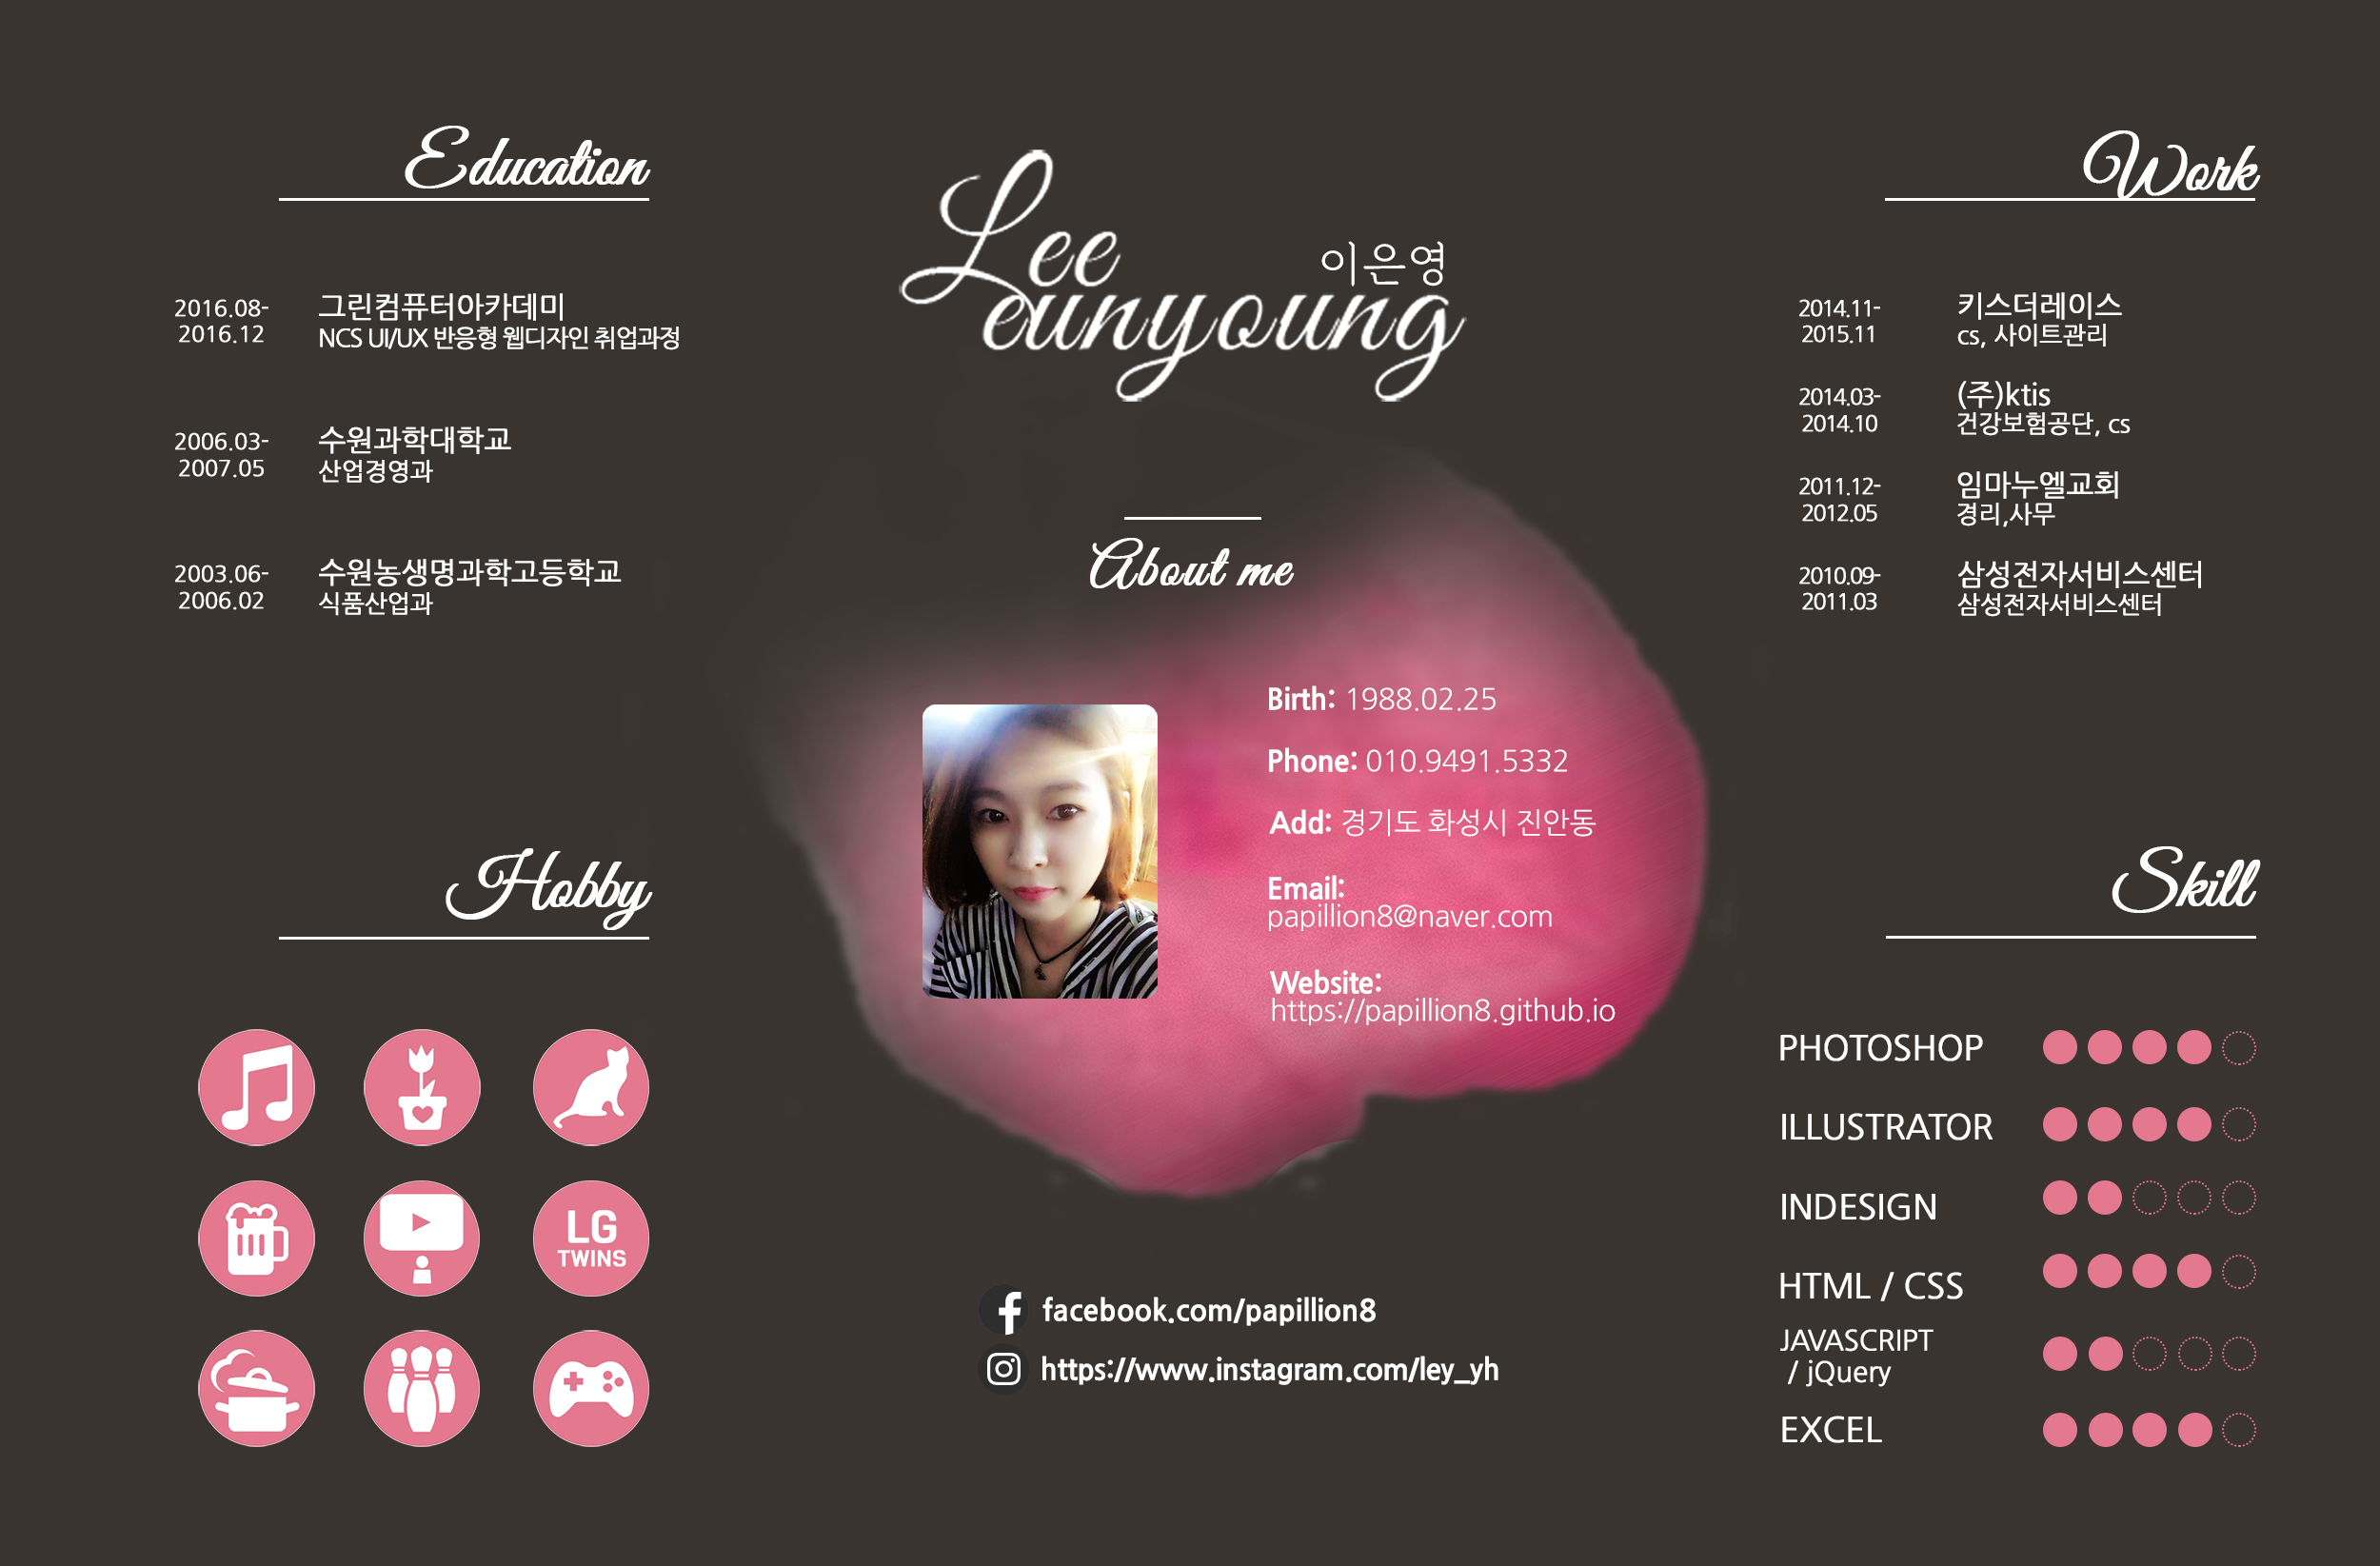 Education
2016.08-
2016.12
그린컴퓨터아카데미
NCS UI/UX 반응형 웹디자인 취업과정
2006.03-
2007.05
수원과학대학교
산업경영과
2003.06-
2006.02
수원농생명과학고등학교
식품산업과
Hobby
LG
TWINS
Lee
이은영
eunyoung
About me
Birth: 1988.02.25
Phone: 010.9491.5332
Add: 경기도 화성시 진안동
Email:
papillion8@naver.com
Website:
https://papillion8.github.io
facebook.com/papillion8
https://www.instagram.com/ley_yh
Work
2014.11-
2015.11
키스더레이스
cs, 사이트관리
2014.03-
2014.10
(주)ktis
건강보험공단, cs
2011.12-
2012.05
임마누엘교회
경리,사무
2010.09-
2011.03
삼성전자서비스센터
삼성전자서비스센터
Skill
PHOTOSHOP
ILLUSTRATOR
INDESIGN
HTML / CSS
JAVASCRIPT
/ jQuery
EXCEL